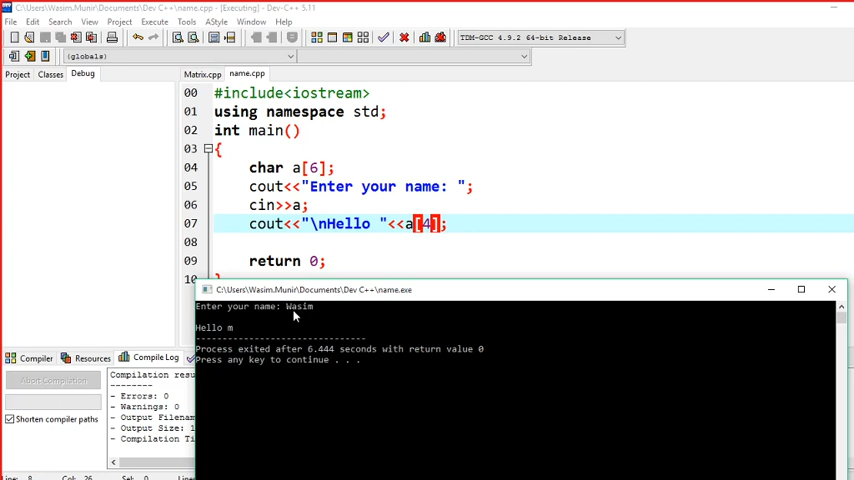 C:\Users\Wasim.Munir\Documents\Dev C++\name.cpp - [Executing] - Dev-C++ 5.11
File Edit Search View Project Execute Tools AStyle Window Help
TDM-GCC 4.9.2 64-bit Release
(globals)
Project Classes Debug Matrix.cpp name.cpp
00 #include<iostream>
01 using namespace std;
02 int main()
03 {
04 char a[6];
05 cout<<"Enter your name: ";
06 cin>>a;
07 cout<<"\nHello "<<a[4];
08
09 return 0;
10
C:\Users\Wasim.Munir\Documents\Dev C++\name.exe
Enter your name: Wasim
Hello m
--------------------------------
Process exited after 6.444 seconds with return value 0
Press any key to continue . . .
Compiler Resources Compile Log
Abort Compilation
Shorten compiler paths
Compilation resu
--------
- Errors: 0
- Warnings: 0
- Output Filenam
- Output Size: 1
- Compilation Ti
Line: 8 Col: 26 Sel: 0